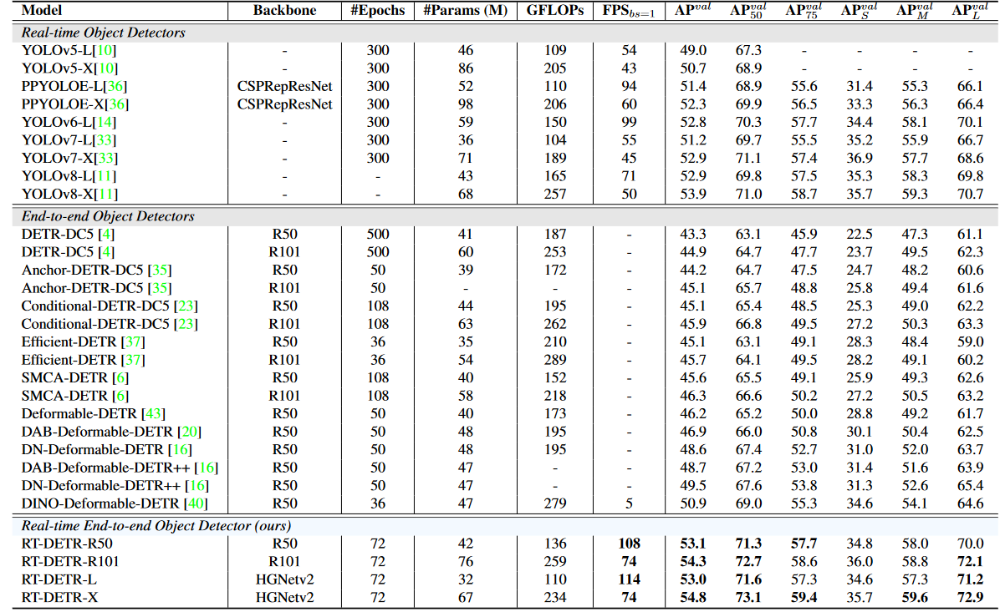 Model Backbone #Epochs #Params (M) GFLOPs FPS_bs=1 AP^val AP^val_50 AP^val_75 AP^val_S AP^val_M AP^val_L
Real-time Object Detectors
YOLOv5-L[10] - 300 46 109 54 49.0 67.3 - - - -
YOLOv5-X[10] - 300 86 205 43 50.7 68.9 - - - -
PPYOLOE-L[36] CSPRepResNet 300 52 110 94 51.4 68.9 55.6 31.4 55.3 66.1
PPYOLOE-X[36] CSPRepResNet 300 98 206 60 52.3 69.9 56.5 33.3 56.3 66.4
YOLOv6-L[14] - 300 59 150 99 52.8 70.3 57.7 34.4 58.1 70.1
YOLOv7-L[33] - 300 36 104 55 51.2 69.7 55.5 35.2 55.9 66.7
YOLOv7-X[33] - 300 71 189 45 52.9 71.1 57.4 36.9 57.7 68.6
YOLOv8-L[11] - - 43 165 71 52.9 69.8 57.5 35.3 58.3 69.8
YOLOv8-X[11] - - 68 257 50 53.9 71.0 58.7 35.7 59.3 70.7
End-to-end Object Detectors
DETR-DC5 [4] R50 500 41 187 - 43.3 63.1 45.9 22.5 47.3 61.1
DETR-DC5 [4] R101 500 60 253 - 44.9 64.7 47.7 23.7 49.5 62.3
Anchor-DETR-DC5 [35] R50 50 39 172 - 44.2 64.7 47.5 24.7 48.2 60.6
Anchor-DETR-DC5 [35] R101 50 - - - 45.1 65.7 48.8 25.8 49.4 61.6
Conditional-DETR-DC5 [23] R50 108 44 195 - 45.1 65.4 48.5 25.3 49.0 62.2
Conditional-DETR-DC5 [23] R101 108 63 262 - 45.9 66.8 49.5 27.2 50.3 63.3
Efficient-DETR [37] R50 36 35 210 - 45.1 63.1 49.1 28.3 48.4 59.0
Efficient-DETR [37] R101 36 54 289 - 45.7 64.1 49.5 28.2 49.1 60.2
SMCA-DETR [6] R50 108 40 152 - 45.6 65.5 49.1 25.9 49.3 62.6
SMCA-DETR [6] R101 108 58 218 - 46.3 66.6 50.2 27.2 50.5 63.2
Deformable-DETR [43] R50 50 40 173 - 46.2 65.2 50.0 28.8 49.2 61.7
DAB-Deformable-DETR [20] R50 50 48 195 - 46.9 66.0 50.8 30.1 50.4 62.5
DN-Deformable-DETR [16] R50 50 48 195 - 48.6 67.4 52.7 31.0 52.0 63.7
DAB-Deformable-DETR++ [16] R50 50 47 - - 48.7 67.2 53.0 31.4 51.6 63.9
DN-Deformable-DETR++ [16] R50 50 47 - - 49.5 67.6 53.8 31.3 52.6 65.4
DINO-Deformable-DETR [40] R50 36 47 279 5 50.9 69.0 55.3 34.6 54.1 64.6
Real-time End-to-end Object Detector (ours)
RT-DETR-R50 R50 72 42 136 108 53.1 71.3 57.7 34.8 58.0 70.0
RT-DETR-R101 R101 72 76 259 74 54.3 72.7 58.6 36.0 58.8 72.1
RT-DETR-L HGNetv2 72 32 110 114 53.0 71.6 57.3 34.6 57.3 71.2
RT-DETR-X HGNetv2 72 67 234 74 54.8 73.1 59.4 35.7 59.6 72.9